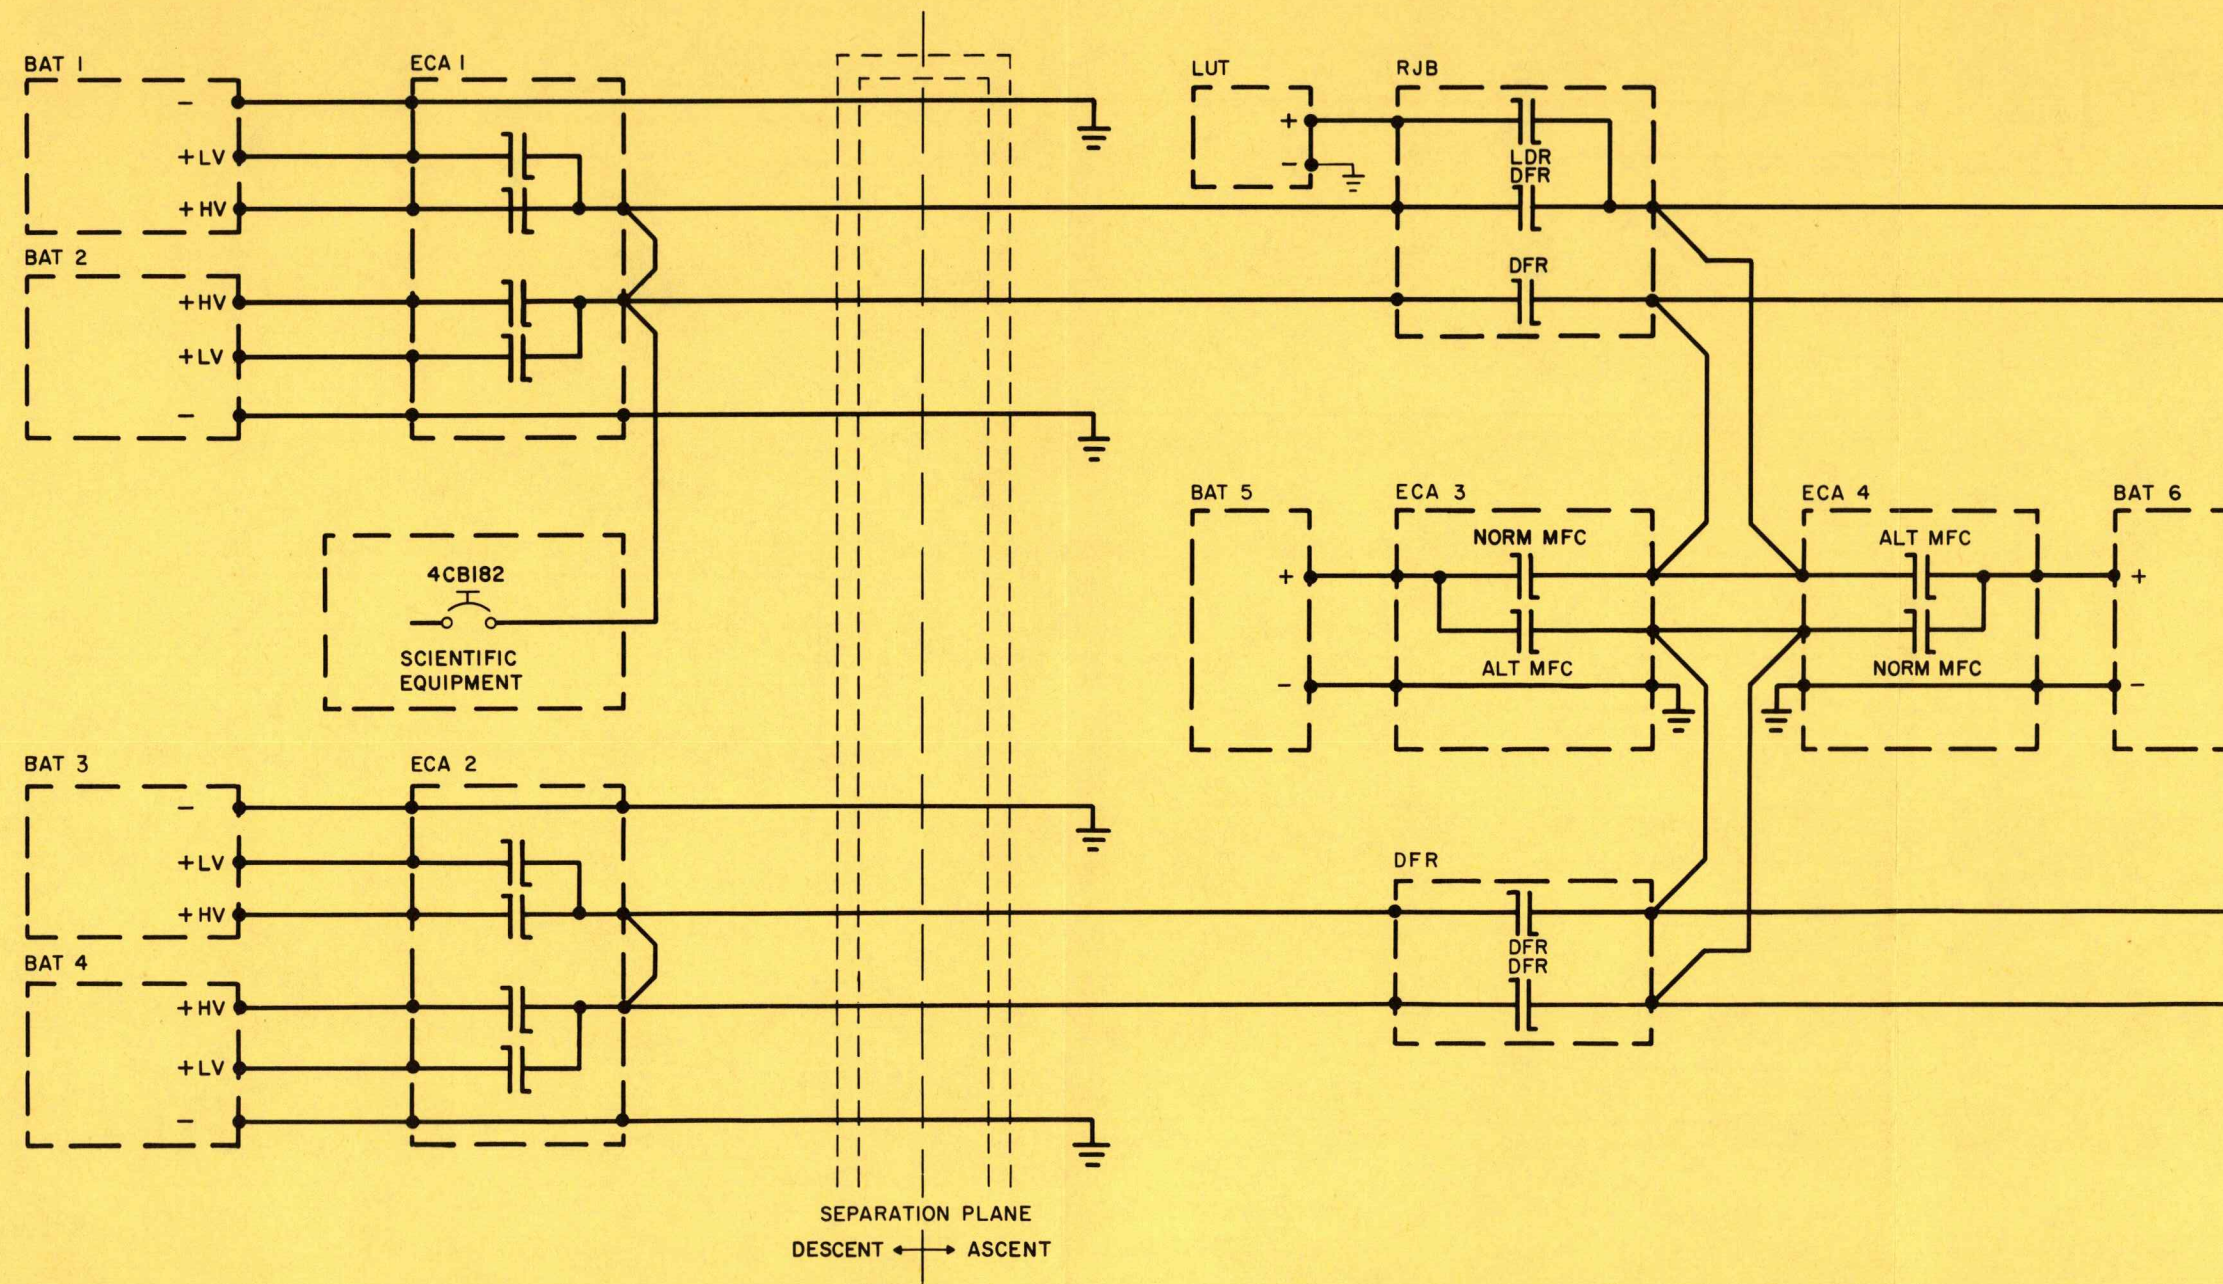 BAT 1
-
+LV
+HV
BAT 2
+HV
+LV
-
ECA 1
4CB182
SCIENTIFIC
EQUIPMENT
BAT 3
-
+LV
+HV
BAT 4
+HV
+LV
-
ECA 2
SEPARATION PLANE
DESCENT ASCENT
LUT
+
-
RJB
LDR
DFR
DFR
BAT 5
+
-
ECA 3
NORM MFC
ALT MFC
ECA 4
ALT MFC
NORM MFC
BAT 6
+
-
DFR
DFR
DFR